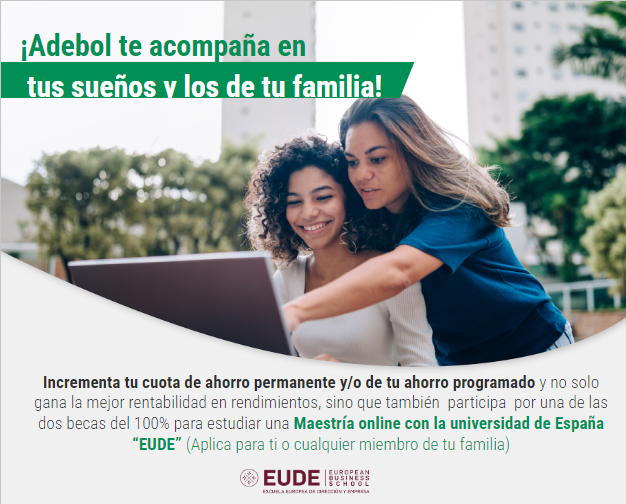 ¡Adebol te acompaña en
tus sueños y los de tu familia!
Incrementa tu cuota de ahorro permanente y/o de tu ahorro programado y no solo
gana la mejor rentabilidad en rendimientos, sino que también participa por una de las
dos becas del 100% para estudiar una Maestría online con la universidad de España
“EUDE” (Aplica para ti o cualquier miembro de tu familia)
EUDE EUROPEAN
BUSINESS
SCHOOL
ESCUELA EUROPEA DE DIRECCIÓN Y EMPRESA